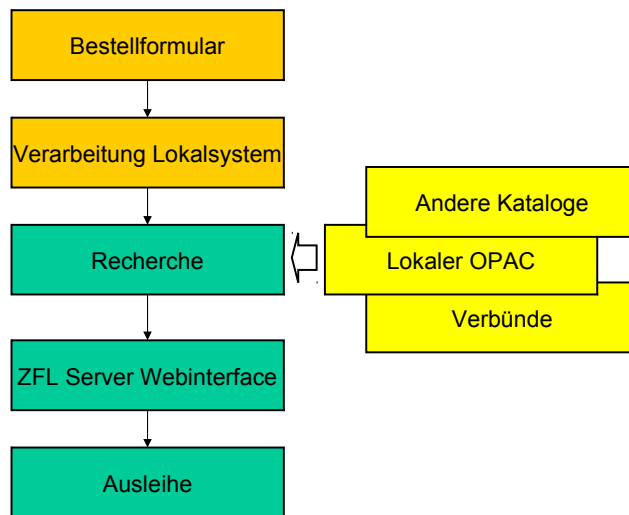 Bestellformular
Verarbeitung Lokalsystem
Andere Kataloge
Recherche
Lokaler OPAC
Verbünde
ZFL Server Webinterface
Ausleihe